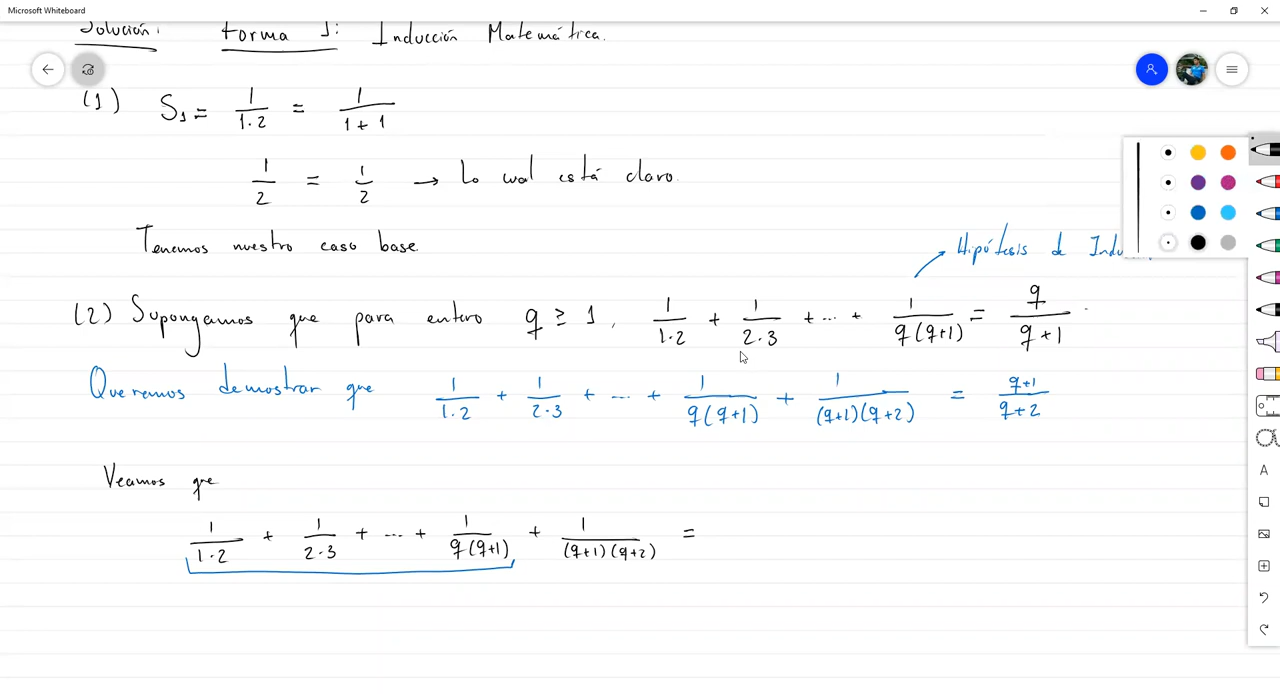 Microsoft Whiteboard
Solución: Forma 1: Inducción Matemática.
(1) S₁ = 1/(1·2) = 1/(1+1)
1/2 = 1/2 → Lo cual está claro.
Tenemos nuestro caso base.
Hipótesis de
(2) Supongamos que para entero q ≥ 1, 1/(1·2) + 1/(2·3) + ... + 1/(q(q+1)) = q/(q+1).
Queremos demostrar que 1/(1·2) + 1/(2·3) + ... + 1/(q(q+1)) + 1/((q+1)(q+2)) = (q+1)/(q+2)
Veamos que
1/(1·2) + 1/(2·3) + ... + 1/(q(q+1)) + 1/((q+1)(q+2)) =